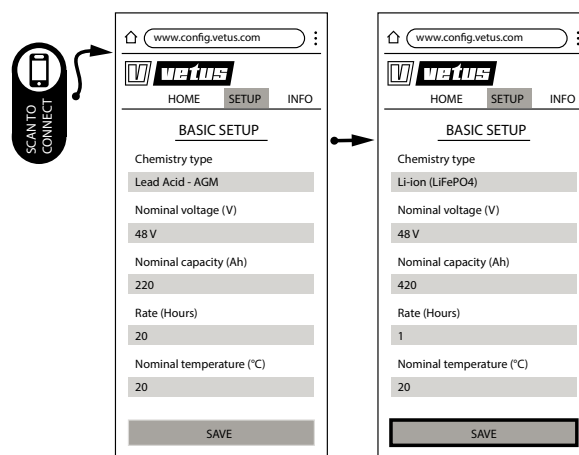 SCAN TO
CONNECT
www.config.vetus.com
V vetus
HOME SETUP INFO
BASIC SETUP
Chemistry type
Lead Acid - AGM
Nominal voltage (V)
48 V
Nominal capacity (Ah)
220
Rate (Hours)
20
Nominal temperature (°C)
20
SAVE
www.config.vetus.com
V vetus
HOME SETUP INFO
BASIC SETUP
Chemistry type
Li-ion (LiFePO4)
Nominal voltage (V)
48 V
Nominal capacity (Ah)
420
Rate (Hours)
1
Nominal temperature (°C)
20
SAVE